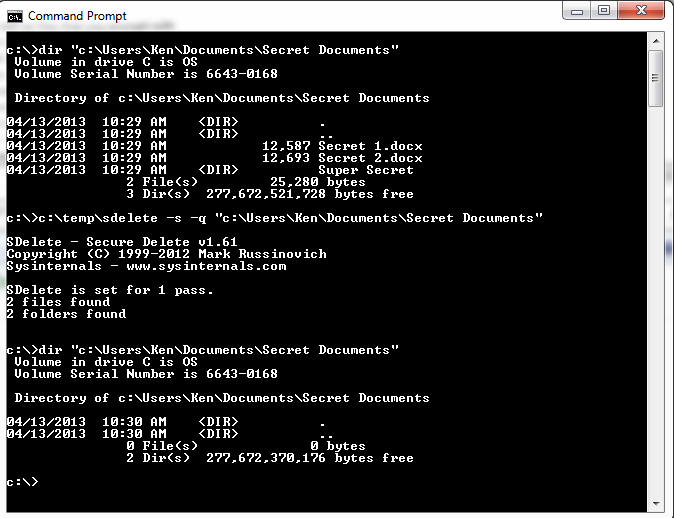 Command Prompt
c:\>dir "c:\Users\Ken\Documents\Secret Documents"
Volume in drive C is OS
Volume Serial Number is 6643-0168
Directory of c:\Users\Ken\Documents\Secret Documents
04/13/2013  10:29 AM    <DIR>          .
04/13/2013  10:29 AM    <DIR>          ..
04/13/2013  10:29 AM            12,587 Secret 1.docx
04/13/2013  10:29 AM            12,693 Secret 2.docx
04/13/2013  10:29 AM    <DIR>          Super Secret
2 File(s)         25,280 bytes
3 Dir(s)  277,672,521,728 bytes free
c:\>c:\temp\sdelete -s -q "c:\Users\Ken\Documents\Secret Documents"
SDelete - Secure Delete v1.61
Copyright (C) 1999-2012 Mark Russinovich
Sysinternals - www.sysinternals.com
SDelete is set for 1 pass.
2 files found
2 folders found
c:\>dir "c:\Users\Ken\Documents\Secret Documents"
Volume in drive C is OS
Volume Serial Number is 6643-0168
Directory of c:\Users\Ken\Documents\Secret Documents
04/13/2013  10:30 AM    <DIR>          .
04/13/2013  10:30 AM    <DIR>          ..
0 File(s)              0 bytes
2 Dir(s)  277,672,370,176 bytes free
c:\>